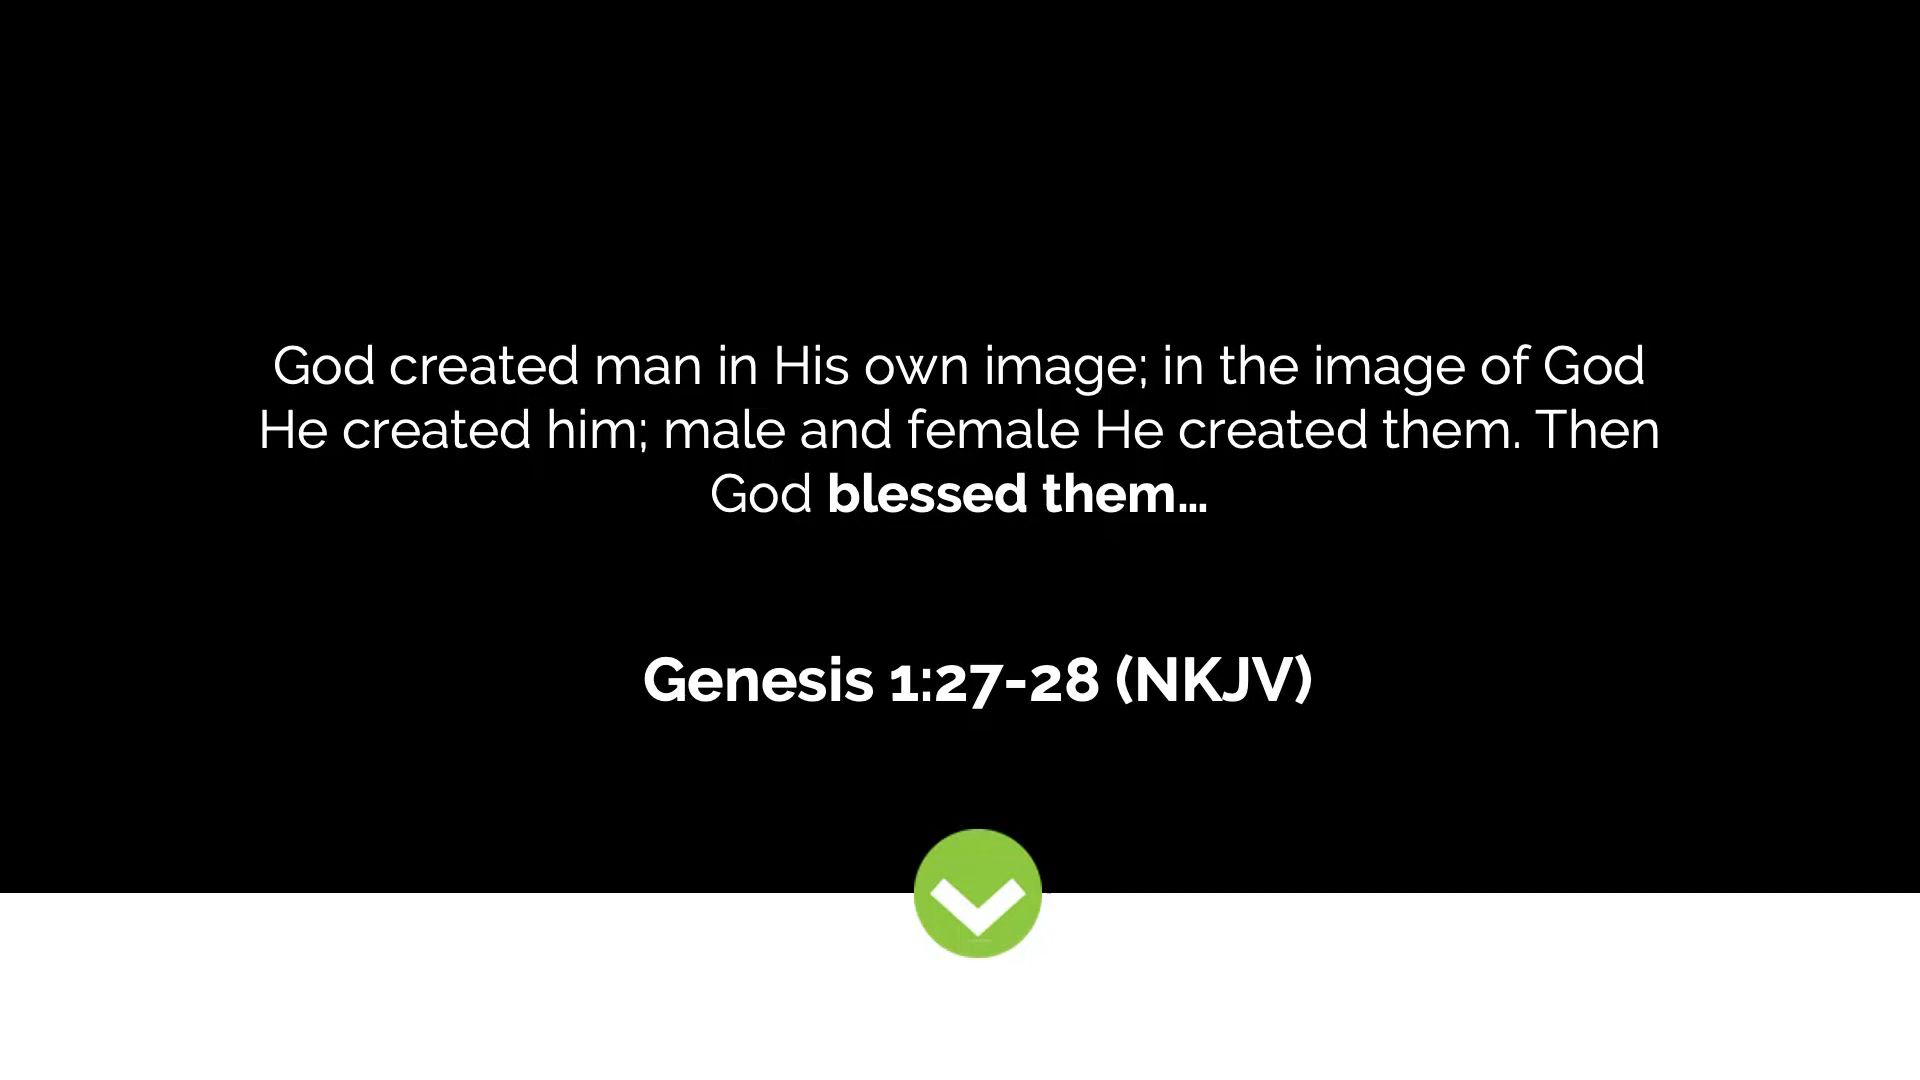 God created man in His own image; in the image of God
He created him; male and female He created them. Then
God blessed them…
Genesis 1:27-28 (NKJV)